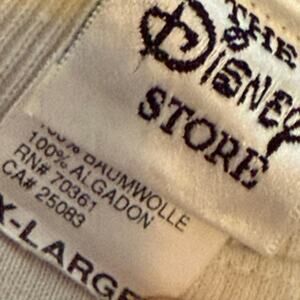 THE
DISNEY
STORE
100% BAUMWOLLE
100% ALGADON
RN# 70361
CA# 25083
X-LARGE